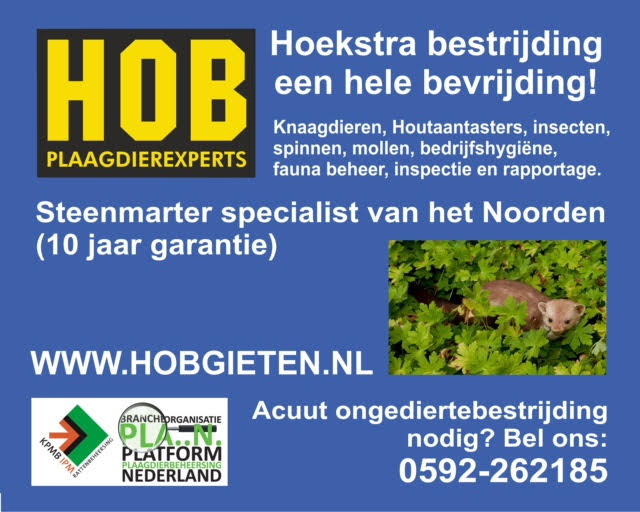 HOB
PLAAGDIEREXPERTS
Hoekstra bestrijding
een hele bevrijding!
Knaagdieren, Houtaantasters, insecten,
spinnen, mollen, bedrijfshygiëne,
fauna beheer, inspectie en rapportage.
Steenmarter specialist van het Noorden
(10 jaar garantie)
WWW.HOBGIETEN.NL
KPMB IPM
RATTENBEHEERSING
BRANCHEORGANISATIE
PLA..N.
PLATFORM
PLAAGDIERBEHEERSING
NEDERLAND
Acuut ongediertebestrijding
nodig? Bel ons:
0592-262185